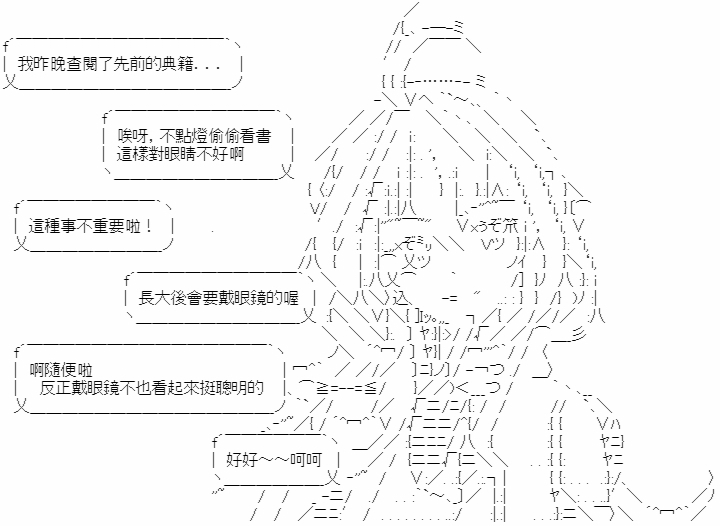 我昨晚查閱了先前的典籍...
唉呀,不點燈偷偷看書
這樣對眼睛不好啊
這種事不重要啦！
長大後會要戴眼鏡的喔
啊隨便啦
反正戴眼鏡不也看起來挺聰明的
好好～～呵呵